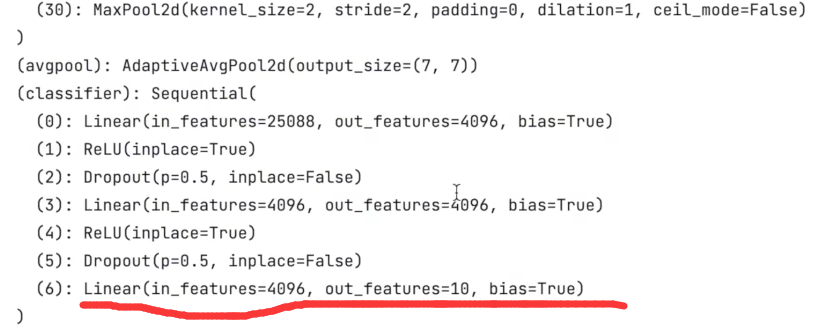 (30): MaxPool2d(kernel_size=2, stride=2, padding=0, dilation=1, ceil_mode=False)
)
(avgpool): AdaptiveAvgPool2d(output_size=(7, 7))
(classifier): Sequential(
(0): Linear(in_features=25088, out_features=4096, bias=True)
(1): ReLU(inplace=True)
(2): Dropout(p=0.5, inplace=False)
(3): Linear(in_features=4096, out_features=4096, bias=True)
(4): ReLU(inplace=True)
(5): Dropout(p=0.5, inplace=False)
(6): Linear(in_features=4096, out_features=10, bias=True)
)